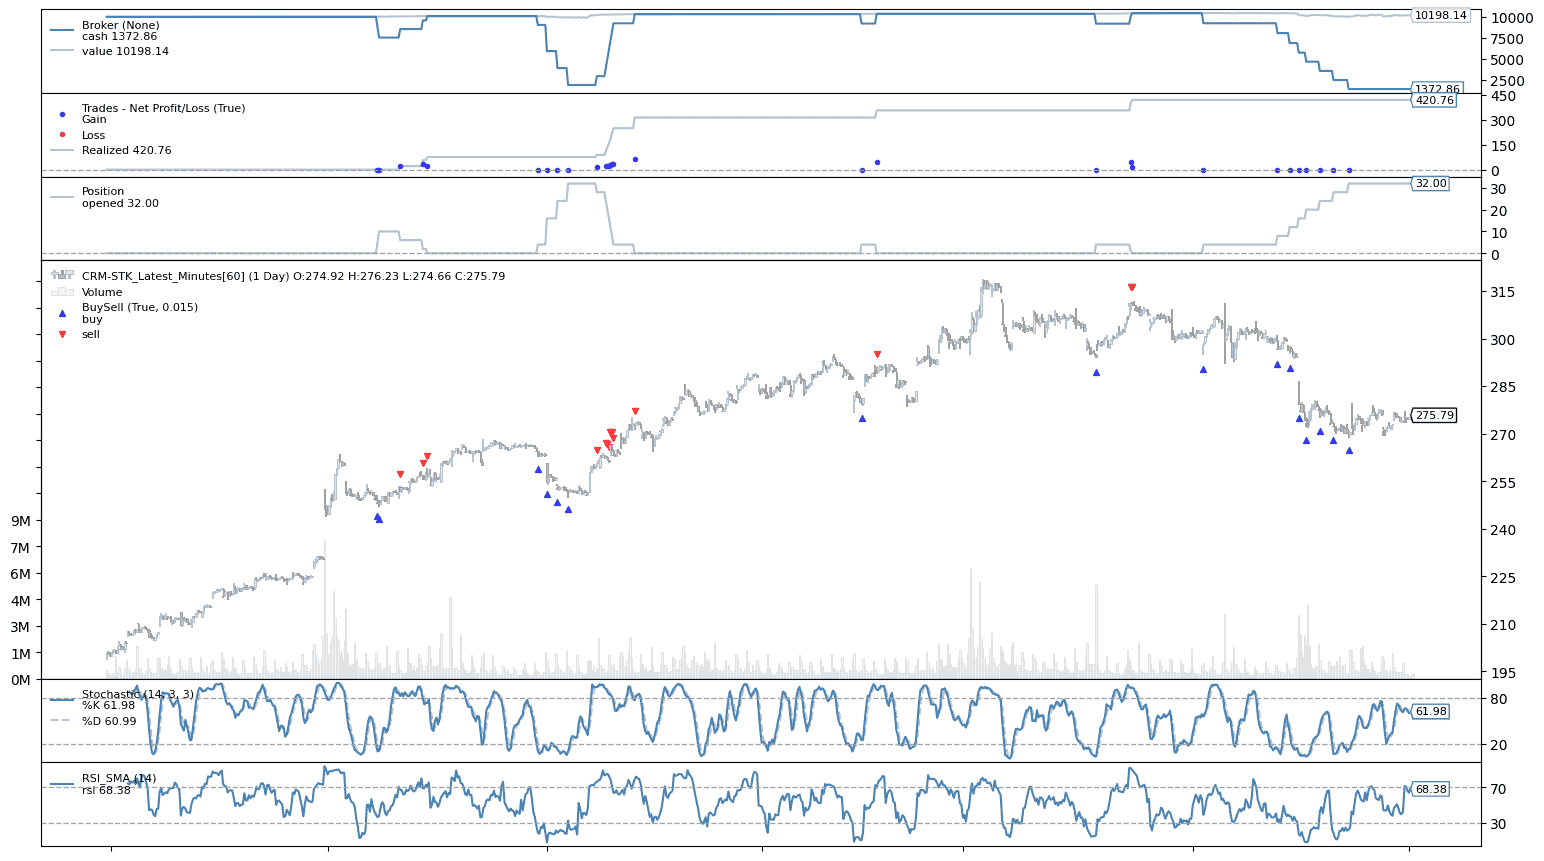 Broker (None)
cash 1372.86
value 10198.14
10198.14
10000
7500
5000
2500
1372.86
Trades - Net Profit/Loss (True)
Gain
Loss
Realized 420.76
450
420.76
300
150
0
Position
opened 32.00
32.00
30
20
10
0
CRM-STK_Latest_Minutes[60] (1 Day) O:274.92 H:276.23 L:274.66 C:275.79
Volume
BuySell (True, 0.015)
buy
sell
315
300
285
275.79
270
255
240
225
210
195
9M
7M
6M
4M
3M
1M
0M
Stochastic (14, 3, 3)
%K 61.98
%D 60.99
80
61.98
20
RSI_SMA (14)
rsi 68.38
70
68.38
30